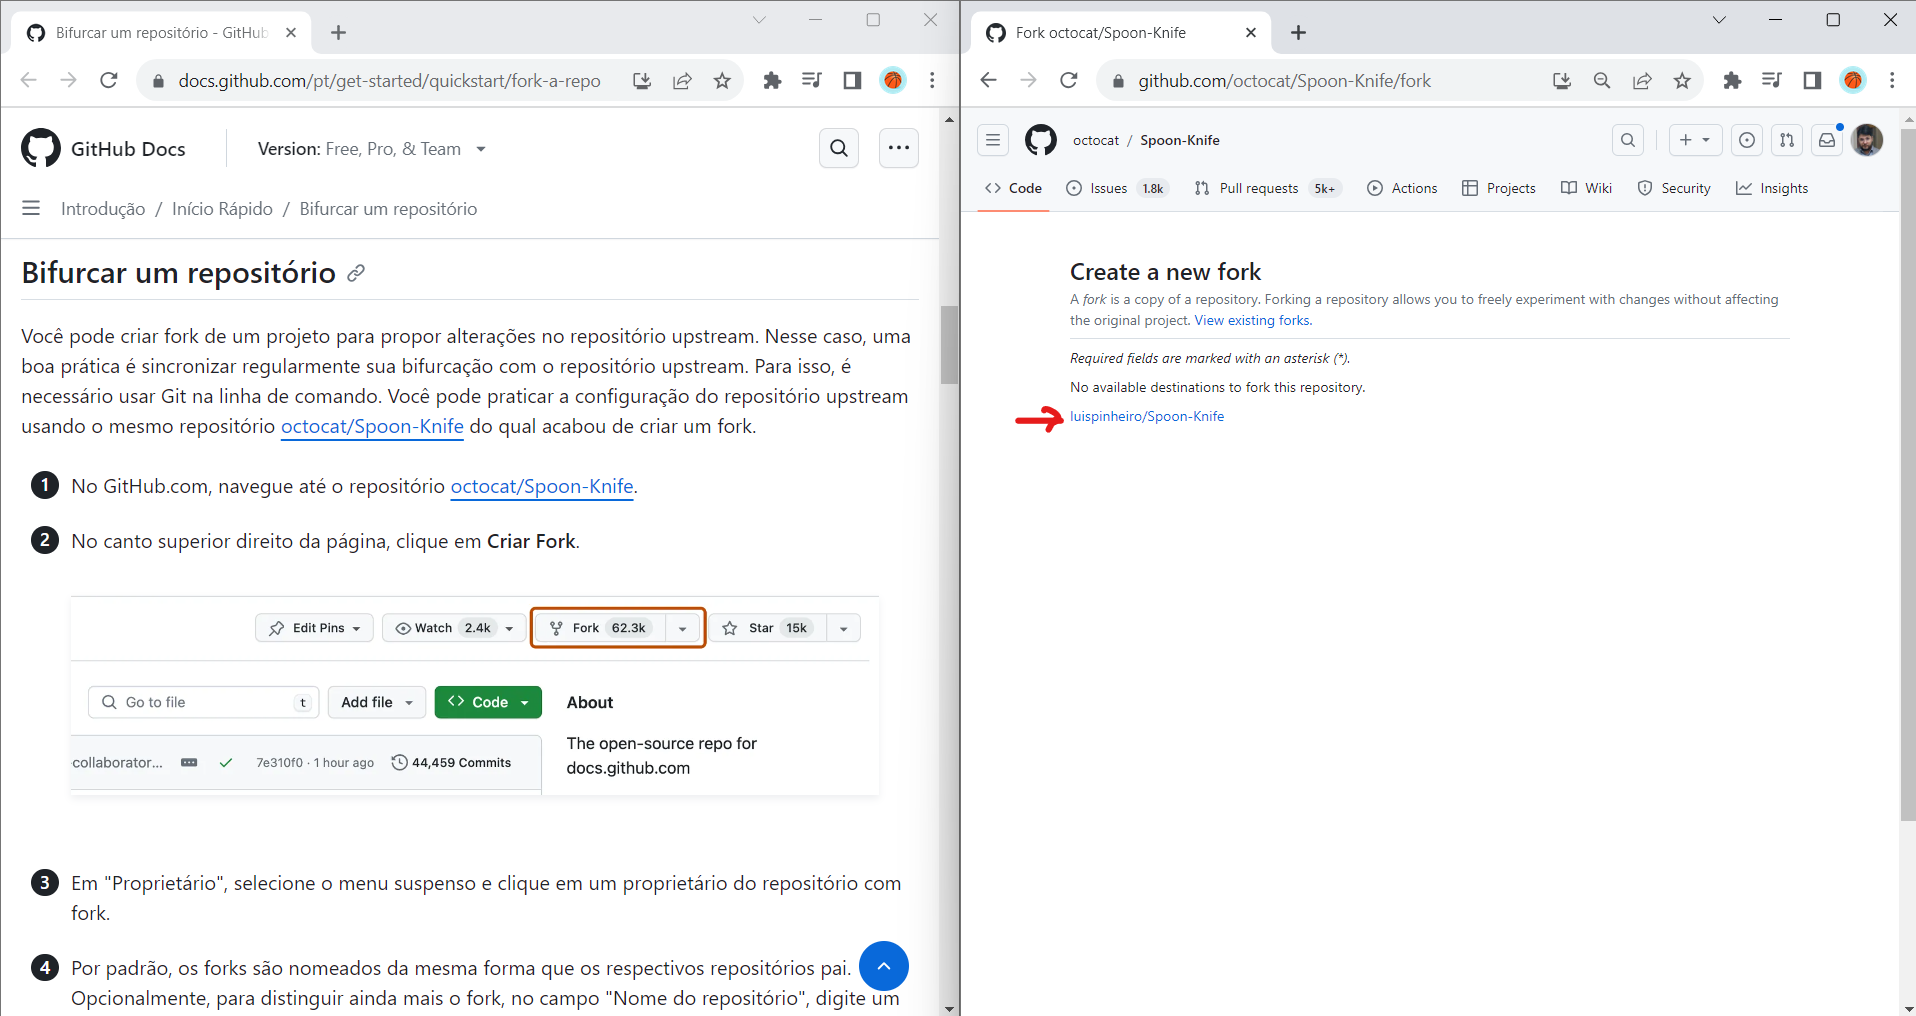 Bifurcar um repositório - GitHub
docs.github.com/pt/get-started/quickstart/fork-a-repo
GitHub Docs
Version: Free, Pro, & Team
Introdução / Início Rápido / Bifurcar um repositório
Bifurcar um repositório
Você pode criar fork de um projeto para propor alterações no repositório upstream. Nesse caso, uma
boa prática é sincronizar regularmente sua bifurcação com o repositório upstream. Para isso, é
necessário usar Git na linha de comando. Você pode praticar a configuração do repositório upstream
usando o mesmo repositório octocat/Spoon-Knife do qual acabou de criar um fork.
1 No GitHub.com, navegue até o repositório octocat/Spoon-Knife.
2 No canto superior direito da página, clique em Criar Fork.
Edit Pins Watch 2.4k Fork 62.3k Star 15k
Go to file t Add file <> Code About
The open-source repo for
docs.github.com
-collaborator... 7e310f0 · 1 hour ago 44,459 Commits
3 Em "Proprietário", selecione o menu suspenso e clique em um proprietário do repositório com
fork.
4 Por padrão, os forks são nomeados da mesma forma que os respectivos repositórios pai.
Opcionalmente, para distinguir ainda mais o fork, no campo "Nome do repositório", digite um
Fork octocat/Spoon-Knife
github.com/octocat/Spoon-Knife/fork
octocat / Spoon-Knife
<> Code Issues 1.8k Pull requests 5k+ Actions Projects Wiki Security Insights
Create a new fork
A fork is a copy of a repository. Forking a repository allows you to freely experiment with changes without affecting
the original project. View existing forks.
Required fields are marked with an asterisk (*).
No available destinations to fork this repository.
luispinheiro/Spoon-Knife